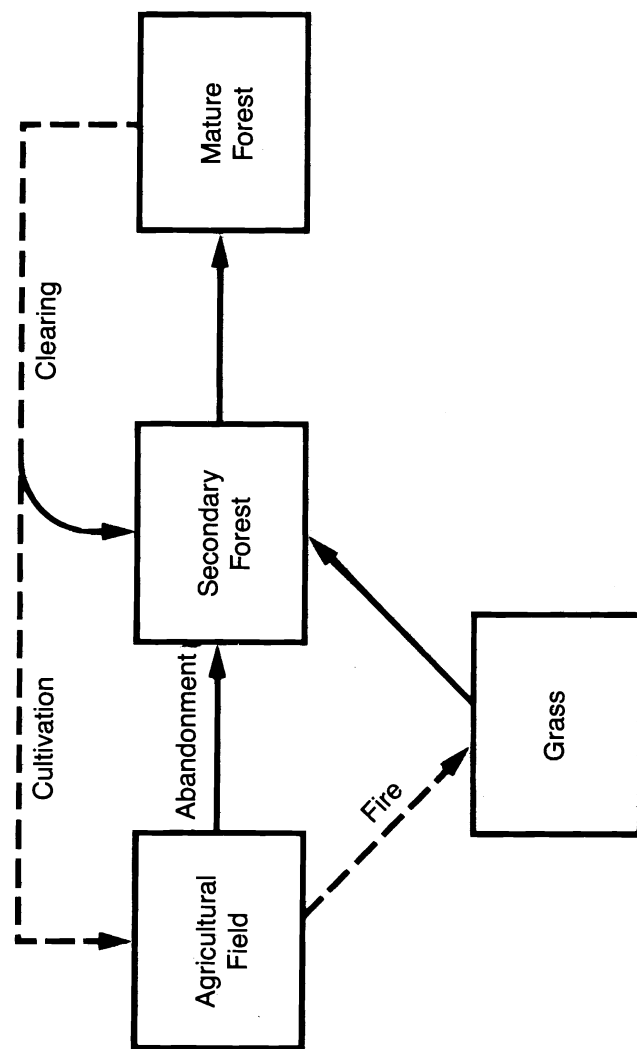 Clearing
Cultivation
Mature
Forest
Secondary
Forest
Abandonment
Agricultural
Field
Fire
Grass